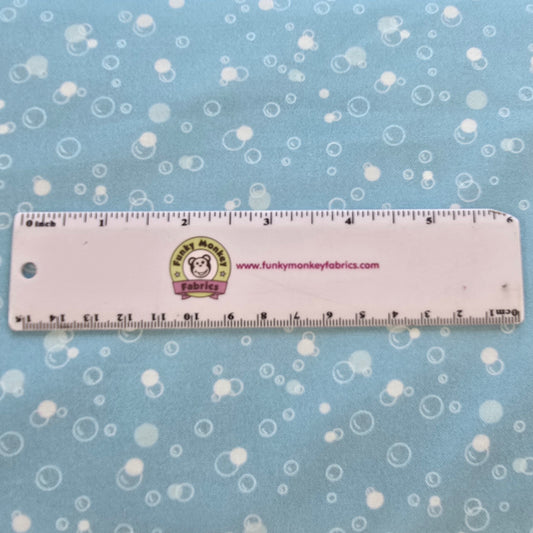 0 inch 1 2 3 4 5 6
Funky Monkey
Fabrics
www.funkymonkeyfabrics.com
15 14 13 12 11 10 9 8 7 6 5 4 3 2 1 0cm